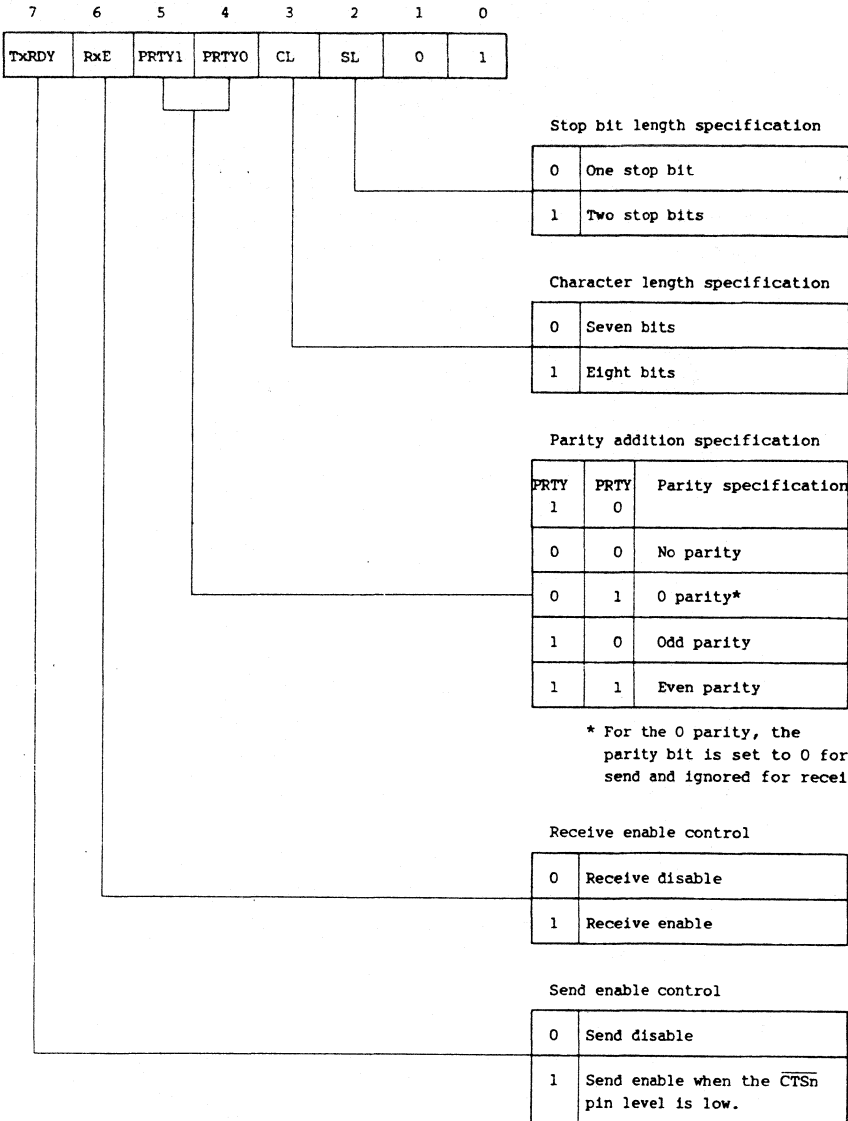 7 6 5 4 3 2 1 0
TxRDY RxE PRTY1 PRTY0 CL SL 0 1
Stop bit length specification
0 One stop bit
1 Two stop bits
Character length specification
0 Seven bits
1 Eight bits
Parity addition specification
PRTY PRTY Parity specification
1 0
0 0 No parity
0 1 0 parity*
1 0 Odd parity
1 1 Even parity
* For the 0 parity, the
parity bit is set to 0 for
send and ignored for recei
Receive enable control
0 Receive disable
1 Receive enable
Send enable control
0 Send disable
1 Send enable when the C̅T̅S̅n̅
pin level is low.